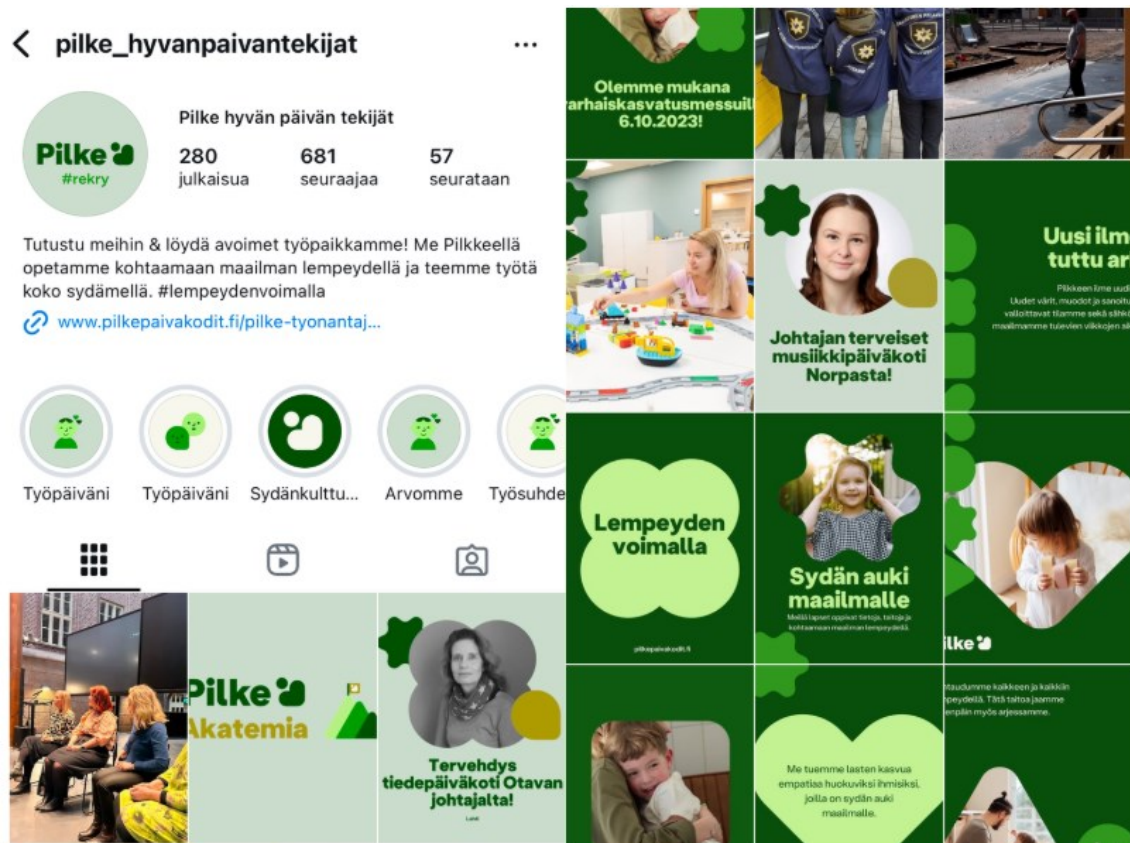 pilke_hyvanpaivantekijat
Pilke
#rekry
Pilke hyvän päivän tekijät
280 681 57
julkaisua seuraajaa seurataan
Tutustu meihin & löydä avoimet työpaikkamme! Me Pilkkeellä
opetamme kohtaamaan maailman lempeydellä ja teemme työtä
koko sydämellä. #lempeydenvoimalla
www.pilkepaivakodit.fi/pilke-tyonantaj...
Työpäiväni Työpäiväni Sydänkulttu... Arvomme Työsuhde
Pilke
Akatemia
Tervehdys
tiedepäiväkoti Otavan
johtajalta!
Lahti
Olemme mukana
varhaiskasvatusmessuill
6.10.2023!
Johtajan terveiset
musiikkipäiväkoti
Norpasta!
Uusi ilm
tuttu ar
Pilkkeen ilme uudi
Uudet värit, muodot ja sanoitu
valloittavat tilamme sekä sähkö
maailmamme tulevien viikkojen ai
Lempeyden
voimalla
pilkepaivakodit.fi
Sydän auki
maailmalle
Meillä lapset oppivat tietoja, taitoja ja
kohtaamaan maailman lempeydellä.
ilke
Me tuemme lasten kasvua
empatiaa huokuviksi ihmisiksi,
joilla on sydän auki
maailmalle.
ntaudumme kaikkeen ja kaikkiin
npeydellä. Tätä taitoa jaamme
enpäin myös arjessamme.